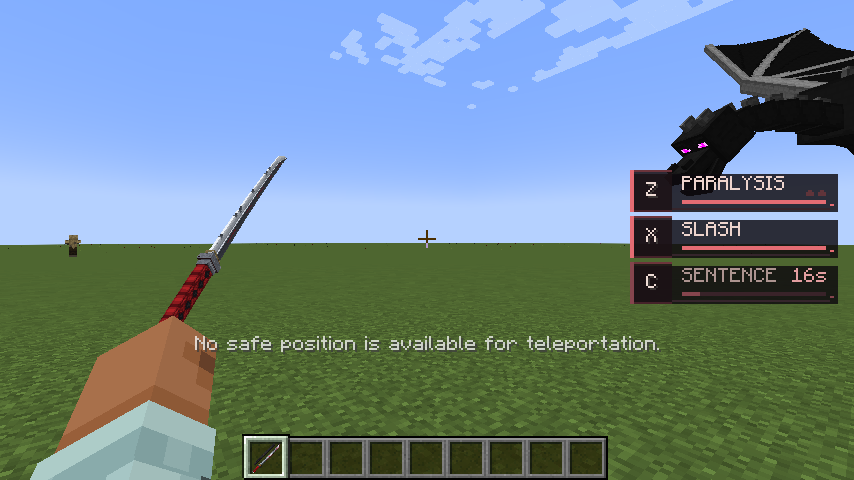 Z PARALYSIS
X SLASH
C SENTENCE 16s
No safe position is available for teleportation.